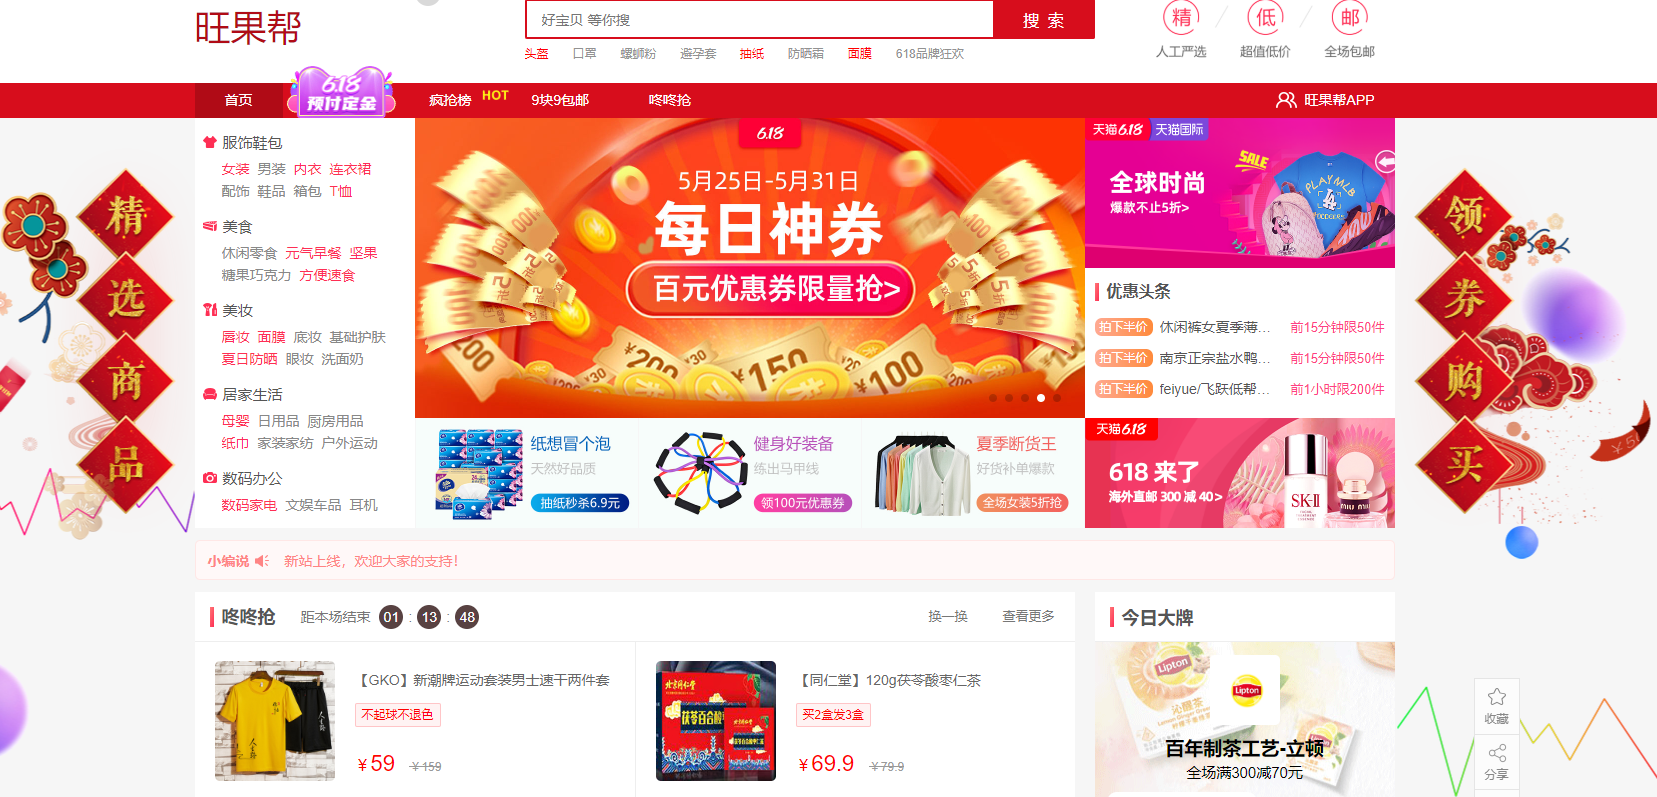 旺果帮
好宝贝 等你搜
搜 索
头盔 口罩 螺蛳粉 避孕套 抽纸 防晒霜 面膜 618品牌狂欢
精 低 邮
人工严选 超值低价 全场包邮
首页
6.18
预付定金
疯抢榜 HOT
9块9包邮
咚咚抢
旺果帮APP
服饰鞋包
女装 男装 内衣 连衣裙
配饰 鞋品 箱包 T恤
美食
休闲零食 元气早餐 坚果
糖果巧克力 方便速食
美妆
唇妆 面膜 底妆 基础护肤
夏日防晒 眼妆 洗面奶
居家生活
母婴 日用品 厨房用品
纸巾 家装家纺 户外运动
数码办公
数码家电 文娱车品 耳机
精
选
商
品
6.18
5月25日-5月31日
每日神券
百元优惠券限量抢>
¥200
¥150
¥100
天猫6.18 天猫国际
SALE
全球时尚
爆款不止5折>
PLAY MLB
优惠头条
拍下半价 休闲裤女夏季薄... 前15分钟限50件
拍下半价 南京正宗盐水鸭... 前15分钟限50件
拍下半价 feiyue/飞跃低帮... 前1小时限200件
领
券
购
买
纸想冒个泡
天然好品质
抽纸秒杀6.9元
健身好装备
练出马甲线
领100元优惠券
夏季断货王
好货补单爆款
全场女装5折抢
天猫6.18
618 来了
海外直邮 300 减 40>
SK-II
miu miu
小编说 新站上线，欢迎大家的支持！
咚咚抢 距本场结束 01 : 13 : 48 换一换 查看更多
【GKO】新潮牌运动套装男士速干两件套
不起球不退色
¥59 ¥159
北京同仁堂
【同仁堂】120g茯苓酸枣仁茶
买2盒发3盒
¥69.9 ¥79.9
今日大牌
Lipton
Lipton
沁檬茶
百年制茶工艺-立顿
全场满300减70元
收藏
分享